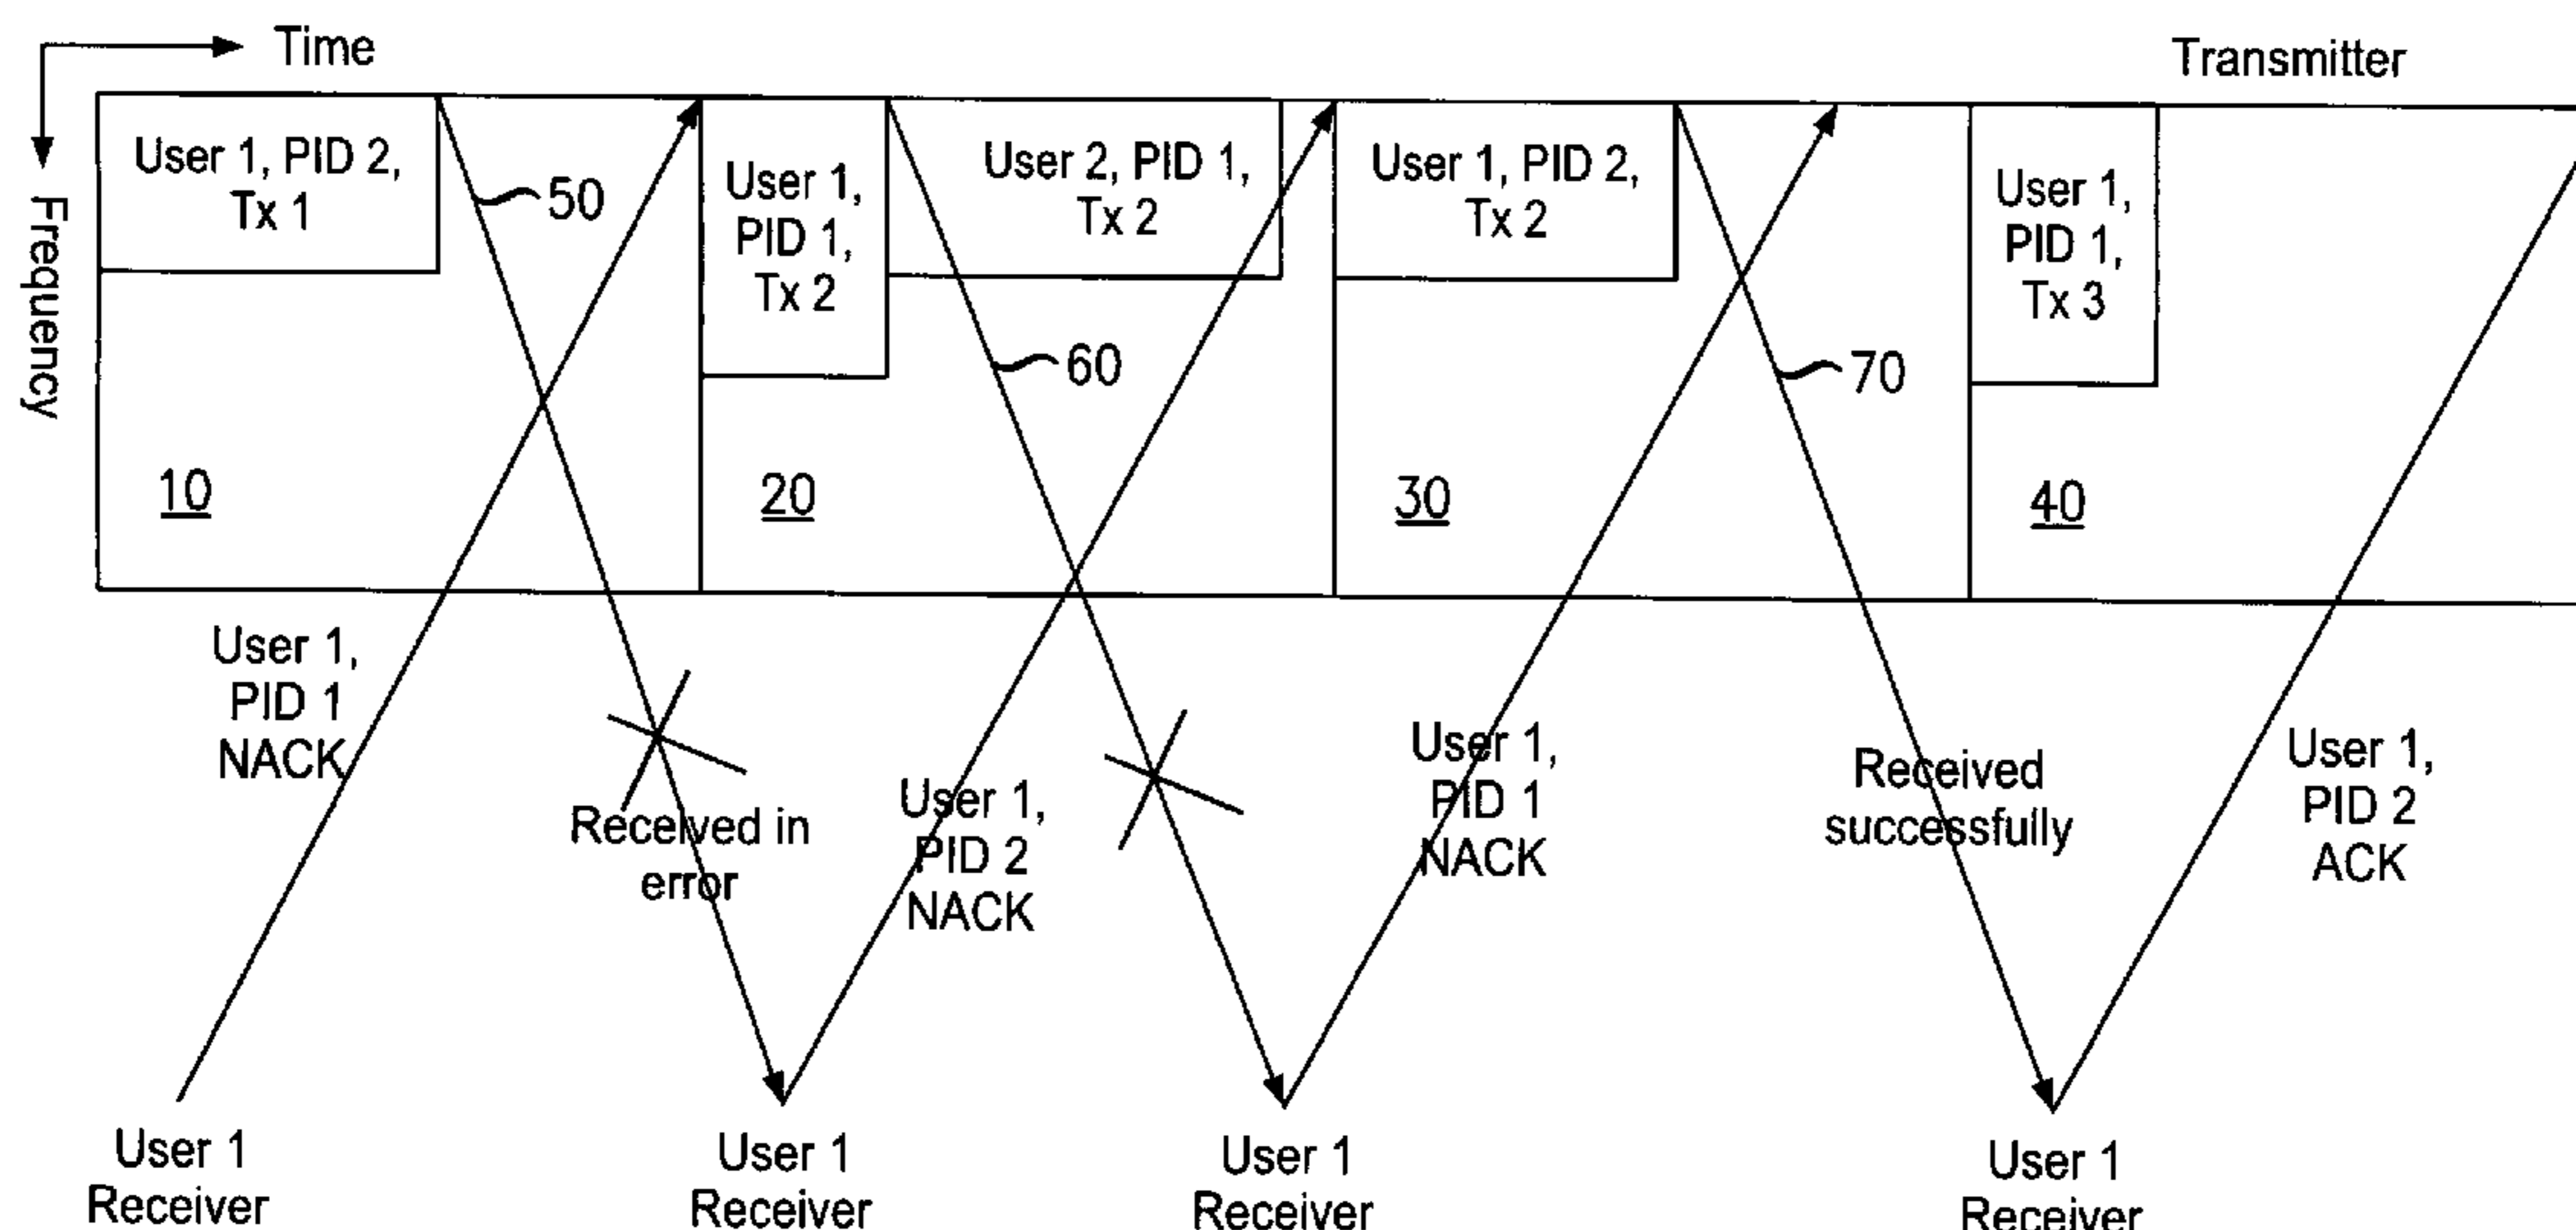 Time
Transmitter
Frequency
User 1, PID 2,
Tx 1
50
User 1,
PID 1,
Tx 2
User 2, PID 1,
Tx 2
60
User 1, PID 2,
Tx 2
70
User 1,
PID 1,
Tx 3
10
20
30
40
User 1,
PID 1
NACK
Received in
error
User 1,
PID 2
NACK
User 1,
PID 1
NACK
Received
successfully
User 1,
PID 2
ACK
User 1
Receiver
User 1
Receiver
User 1
Receiver
User 1
Receiver